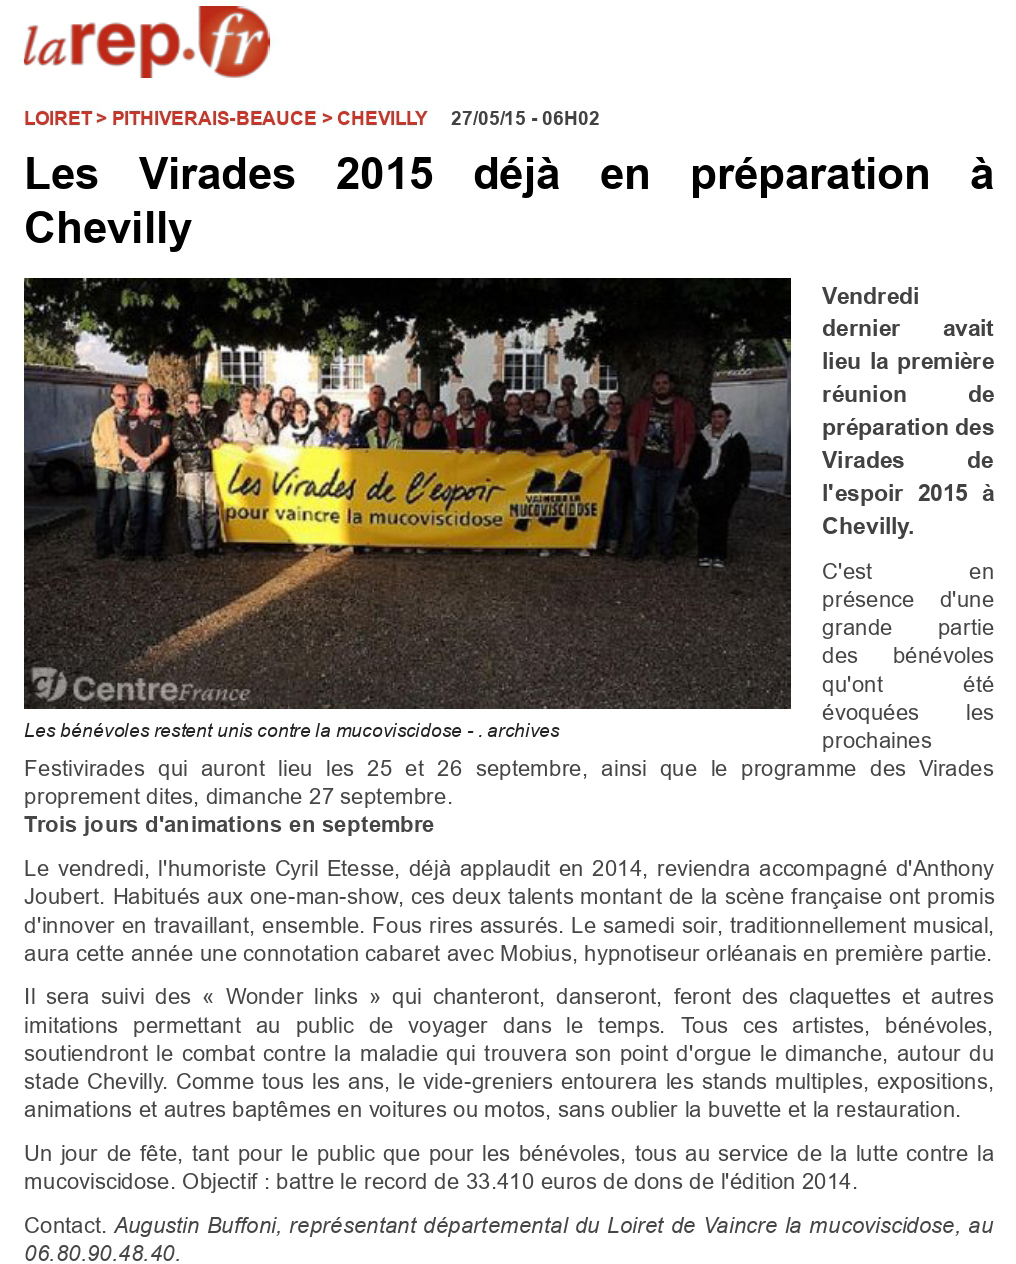 larep.fr
LOIRET > PITHIVERAIS-BEAUCE > CHEVILLY 27/05/15 - 06H02
Les Virades 2015 déjà en préparation à
Chevilly
Les Virades de l'espoir
pour vaincre la mucoviscidose
VAINCRE LA
MUCOVISCIDOSE
CentreFrance
Les bénévoles restent unis contre la mucoviscidose - . archives
Vendredi
dernier avait
lieu la première
réunion de
préparation des
Virades de
l'espoir 2015 à
Chevilly.
C'est en
présence d'une
grande partie
des bénévoles
qu'ont été
évoquées les
prochaines
Festivirades qui auront lieu les 25 et 26 septembre, ainsi que le programme des Virades
proprement dites, dimanche 27 septembre.
Trois jours d'animations en septembre
Le vendredi, l'humoriste Cyril Etesse, déjà applaudit en 2014, reviendra accompagné d'Anthony
Joubert. Habitués aux one-man-show, ces deux talents montant de la scène française ont promis
d'innover en travaillant, ensemble. Fous rires assurés. Le samedi soir, traditionnellement musical,
aura cette année une connotation cabaret avec Mobius, hypnotiseur orléanais en première partie.
Il sera suivi des « Wonder links » qui chanteront, danseront, feront des claquettes et autres
imitations permettant au public de voyager dans le temps. Tous ces artistes, bénévoles,
soutiendront le combat contre la maladie qui trouvera son point d'orgue le dimanche, autour du
stade Chevilly. Comme tous les ans, le vide-greniers entourera les stands multiples, expositions,
animations et autres baptêmes en voitures ou motos, sans oublier la buvette et la restauration.
Un jour de fête, tant pour le public que pour les bénévoles, tous au service de la lutte contre la
mucoviscidose. Objectif : battre le record de 33.410 euros de dons de l'édition 2014.
Contact. Augustin Buffoni, représentant départemental du Loiret de Vaincre la mucoviscidose, au
06.80.90.48.40.